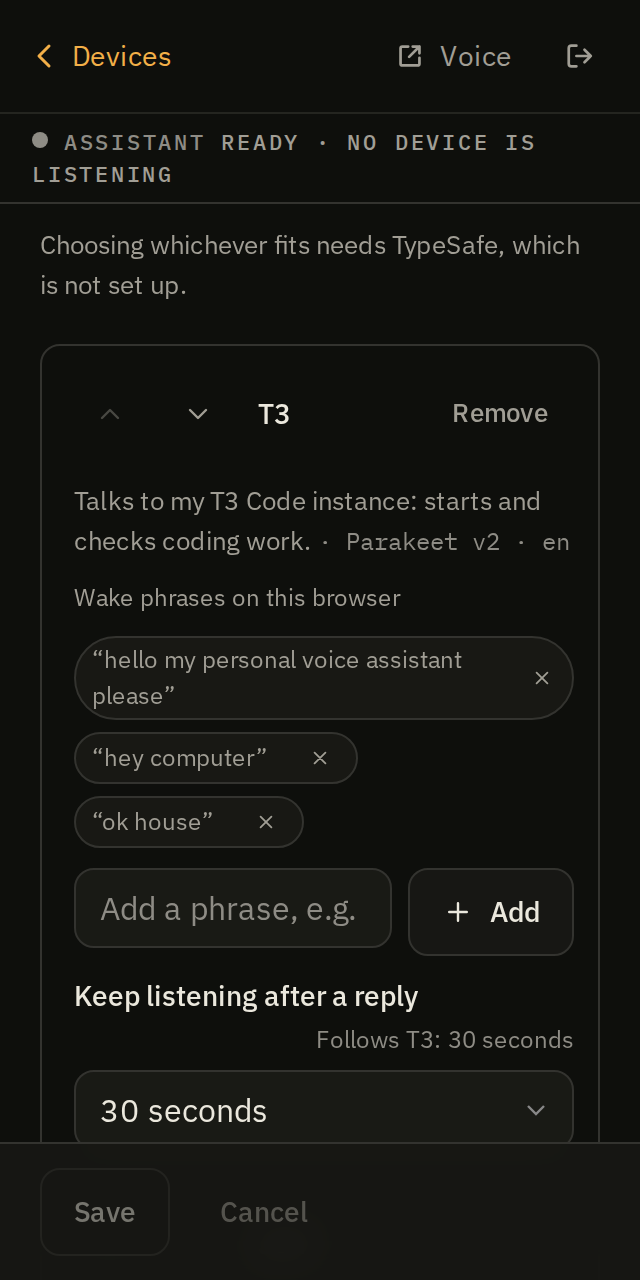 Devices
Voice
ASSISTANT READY · NO DEVICE IS
LISTENING
Choosing whichever fits needs TypeSafe, which
is not set up.
T3
Remove
Talks to my T3 Code instance: starts and
checks coding work. · Parakeet v2 · en
Wake phrases on this browser
“hello my personal voice assistant
please”
“hey computer”
“ok house”
Add a phrase, e.g.
Add
Keep listening after a reply
Follows T3: 30 seconds
30 seconds
Save
Cancel